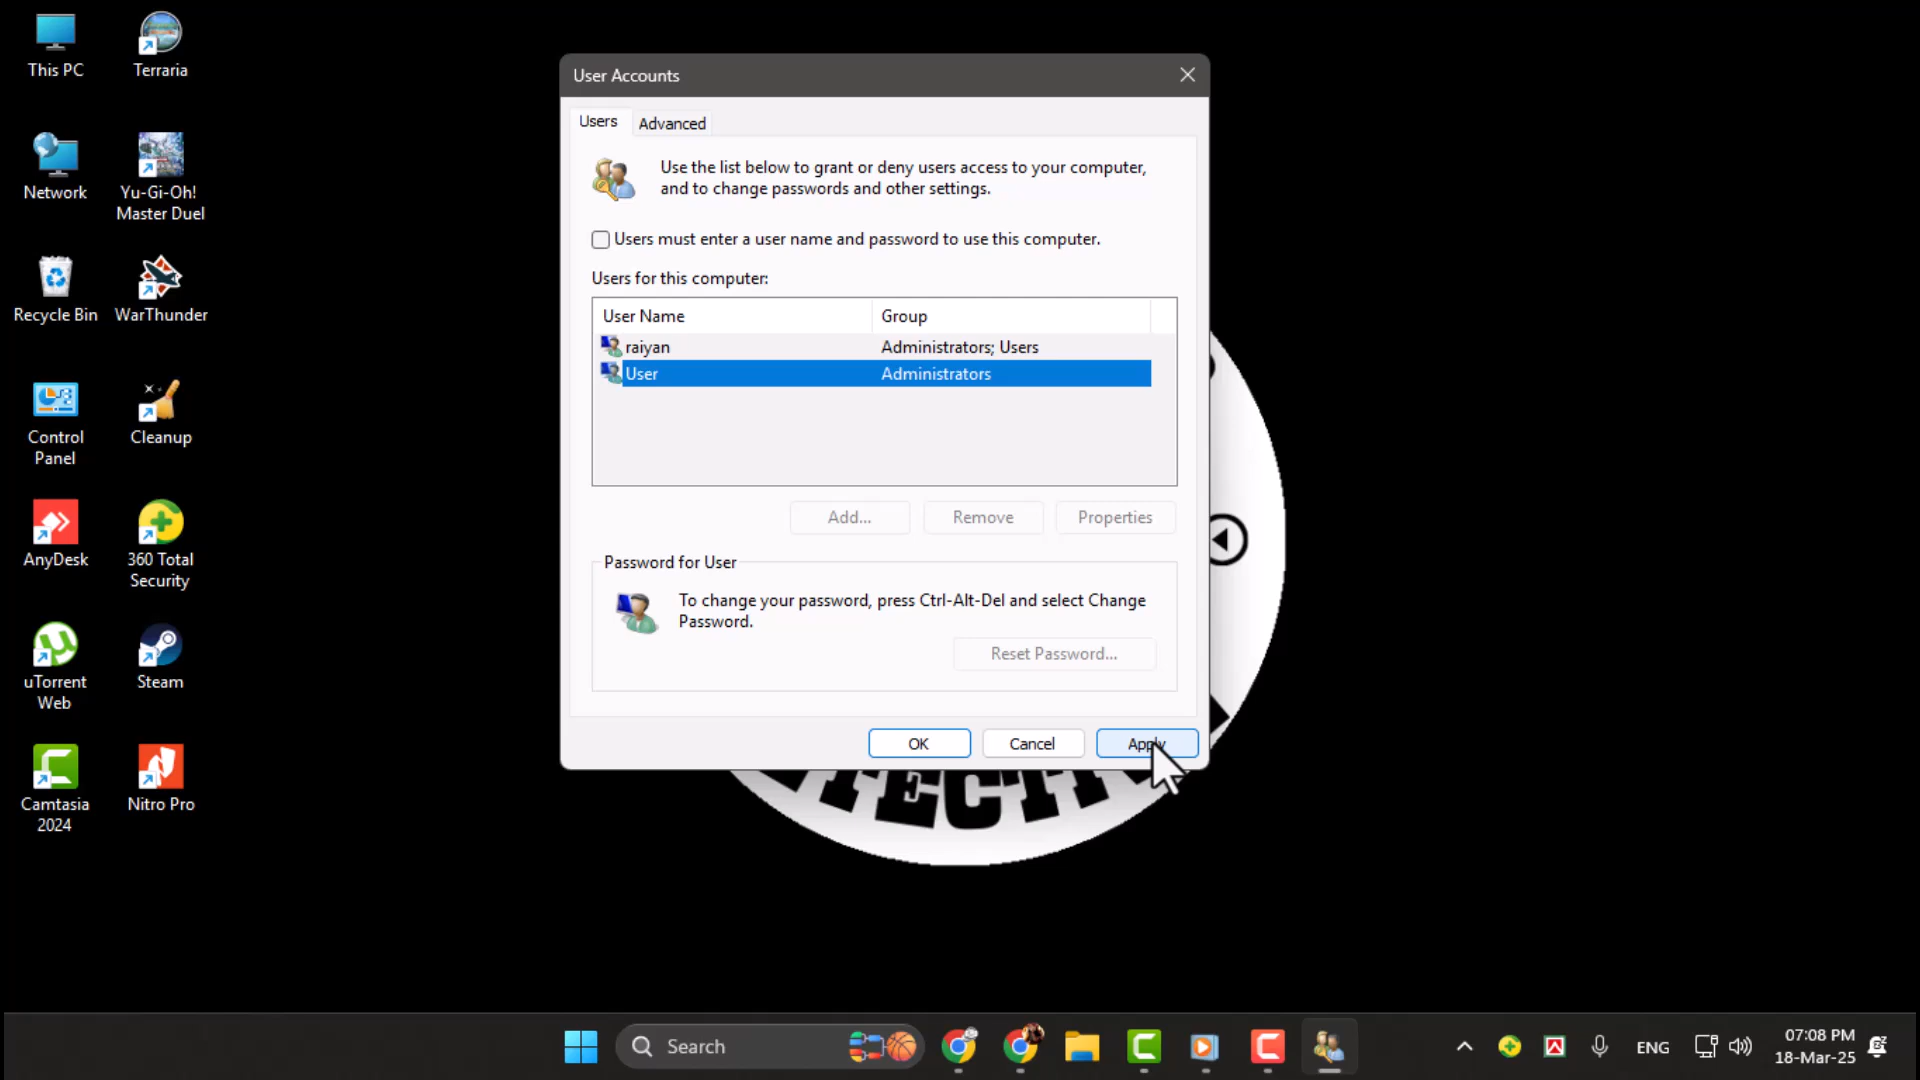 This PC
Terraria
Network
Yu-Gi-Oh!
Master Duel
Recycle Bin
WarThunder
Control
Panel
Cleanup
AnyDesk
360 Total
Security
uTorrent
Web
Steam
Camtasia
2024
Nitro Pro
User Accounts
Users
Advanced
Use the list below to grant or deny users access to your computer,
and to change passwords and other settings.
Users must enter a user name and password to use this computer.
Users for this computer:
User Name
Group
raiyan
Administrators; Users
User
Administrators
Add...
Remove
Properties
Password for User
To change your password, press Ctrl-Alt-Del and select Change
Password.
Reset Password...
OK
Cancel
Apply
Search
ENG
07:08 PM
18-Mar-25